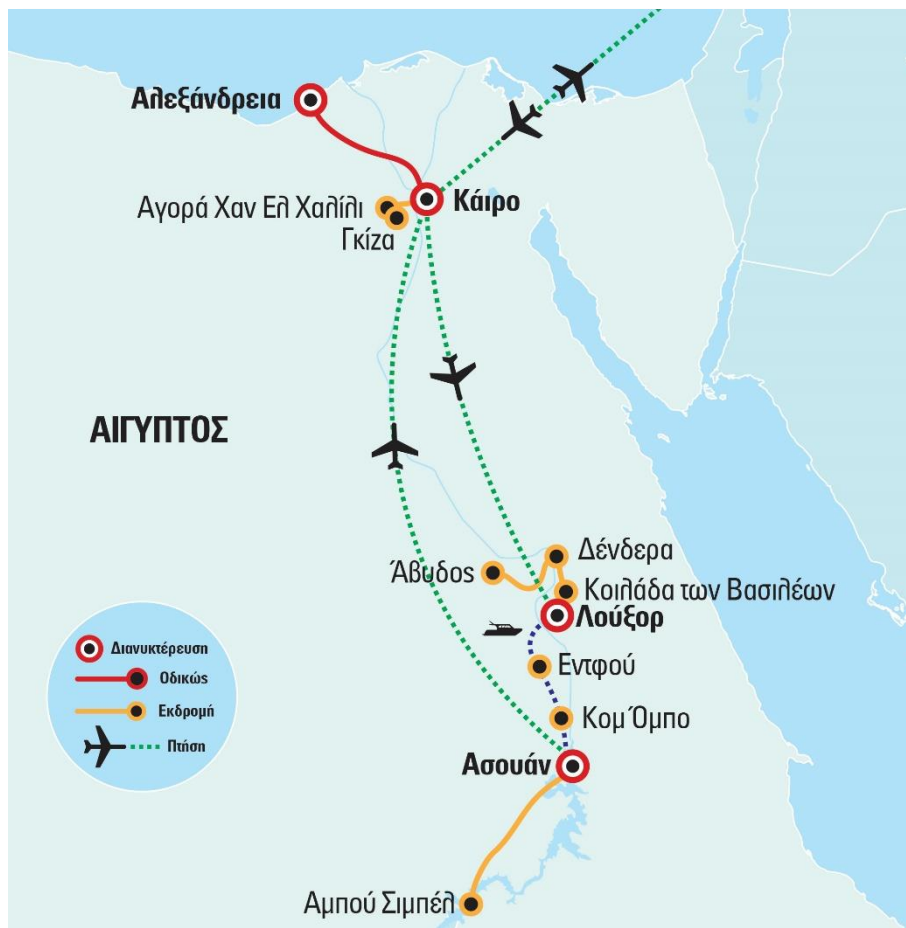 Αλεξάνδρεια
Αγορά Χαν Ελ Χαλίλι
Κάιρο
Γκίζα
ΑΙΓΥΠΤΟΣ
Δένδερα
Άβυδος
Κοιλάδα των Βασιλέων
Λούξορ
Εντφού
Κομ Όμπο
Ασουάν
Αμπού Σιμπέλ
Διανυκτέρευση
Οδικώς
Εκδρομή
Πτήση